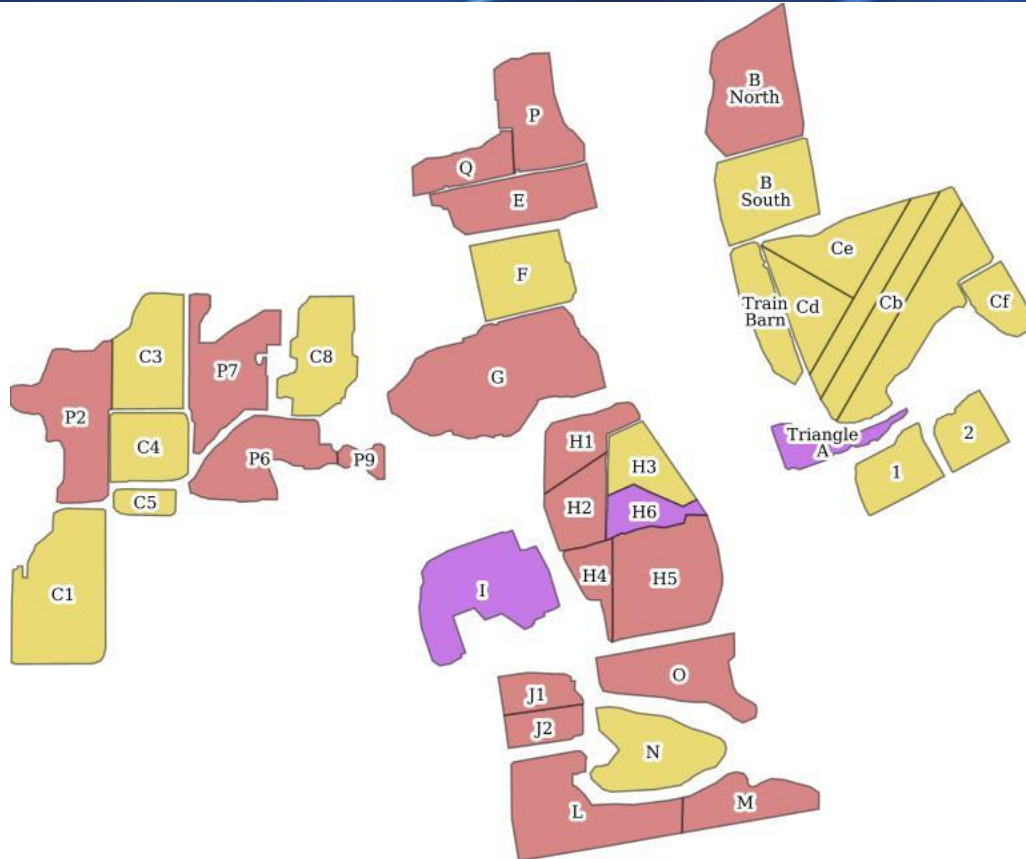 B
North
P
Q
E
B
South
Ce
F
Train
Barn
Cd
Cb
Cf
C3
P7
C8
G
P2
Triangle
A
2
C4
P6
P9
H1
H3
1
C5
H2
H6
C1
I
H4
H5
J1
O
J2
N
L
M